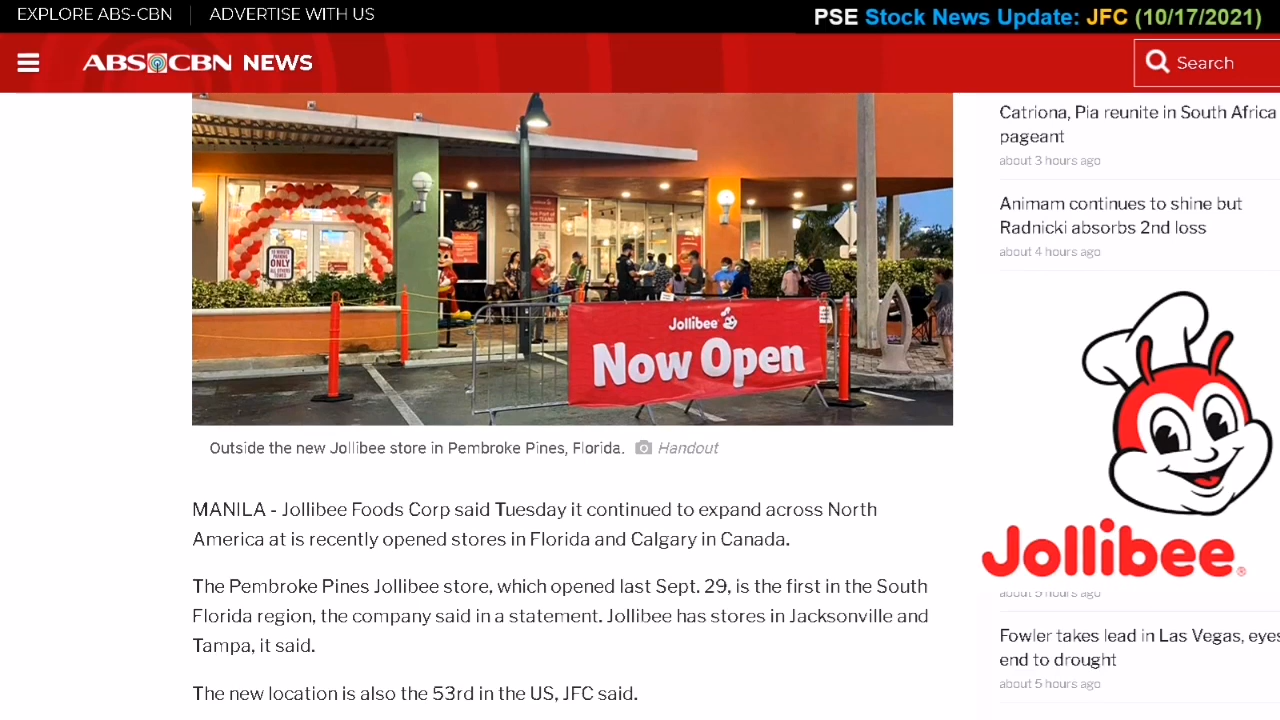 EXPLORE ABS-CBN
ADVERTISE WITH US
PSE Stock News Update: JFC (10/17/2021)
ABS-CBN NEWS
Search
Catriona, Pia reunite in South Africa
pageant
about 3 hours ago
Animam continues to shine but
Radnicki absorbs 2nd loss
about 4 hours ago
ONLY
Jollibee
Now Open
Outside the new Jollibee store in Pembroke Pines, Florida. Handout
MANILA - Jollibee Foods Corp said Tuesday it continued to expand across North
America at is recently opened stores in Florida and Calgary in Canada.
The Pembroke Pines Jollibee store, which opened last Sept. 29, is the first in the South
Florida region, the company said in a statement. Jollibee has stores in Jacksonville and
Tampa, it said.
The new location is also the 53rd in the US, JFC said.
Jollibee®
about 5 hours ago
Fowler takes lead in Las Vegas, eyes
end to drought
about 5 hours ago